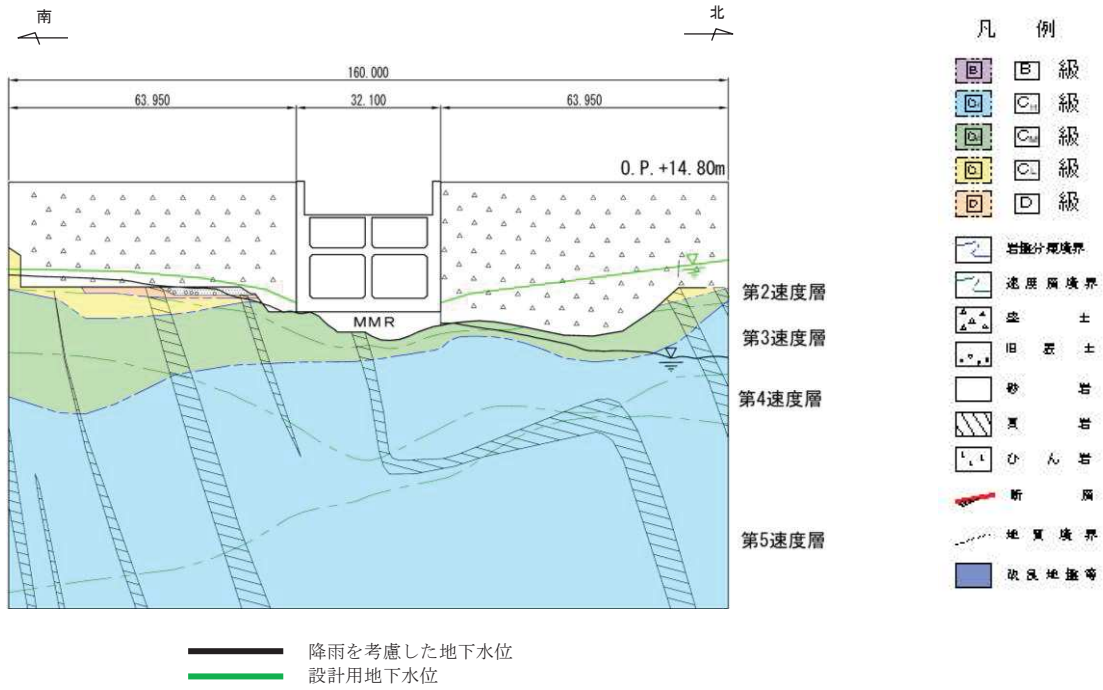 南
北
160.000
63.950
32.100
63.950
O.P.+14.80m
MMR
第2速度層
第3速度層
第4速度層
第5速度層
凡 例
B B 級
CH CH 級
CM CM 級
CL CL 級
D D 級
岩盤分類境界
速度層境界
盛土
旧表土
砂岩
頁岩
ひん岩
断層
地質境界
改良地盤等
降雨を考慮した地下水位
設計用地下水位